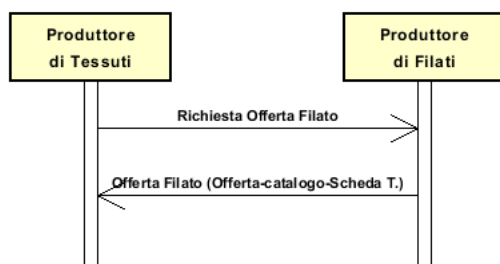 Produttore
di Tessuti
Produttore
di Filati
Richiesta Offerta Filato
Offerta Filato (Offerta-catalogo-Scheda T.)